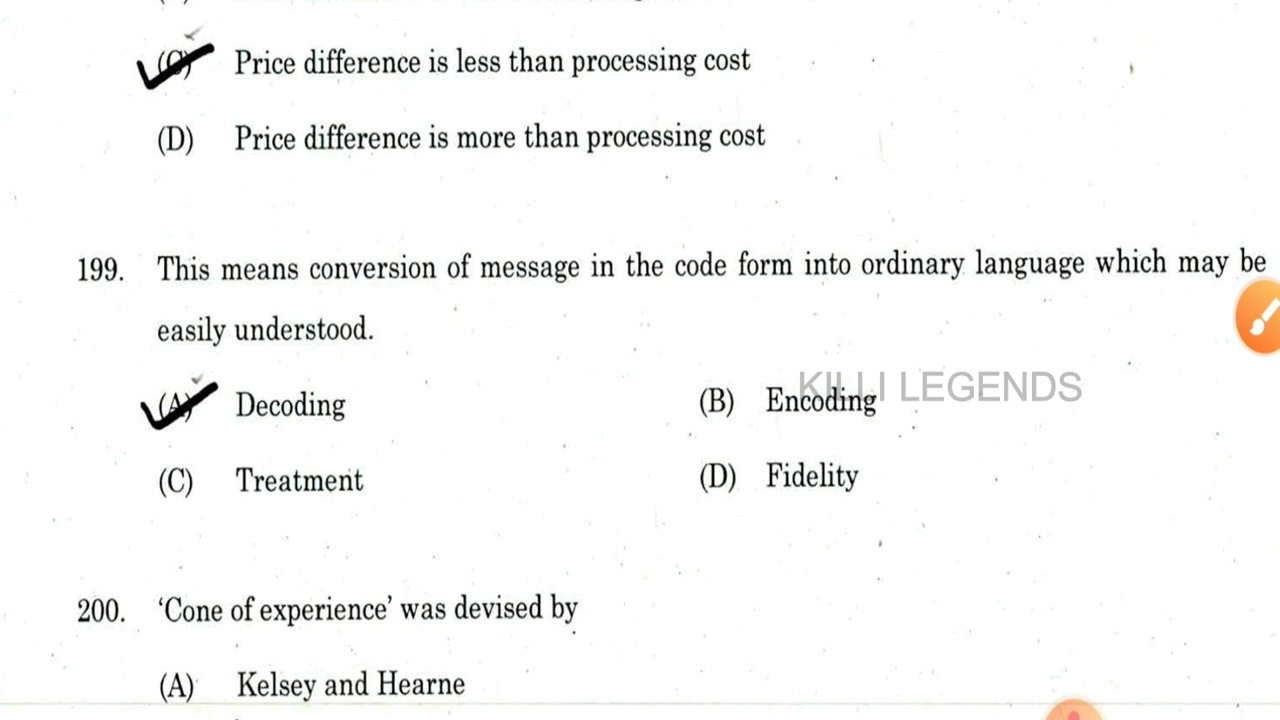 (C) Price difference is less than processing cost
(D) Price difference is more than processing cost
199. This means conversion of message in the code form into ordinary language which may be
easily understood.
(A) Decoding (B) Encoding
KILLI LEGENDS
(C) Treatment (D) Fidelity
200. ‘Cone of experience’ was devised by
(A) Kelsey and Hearne